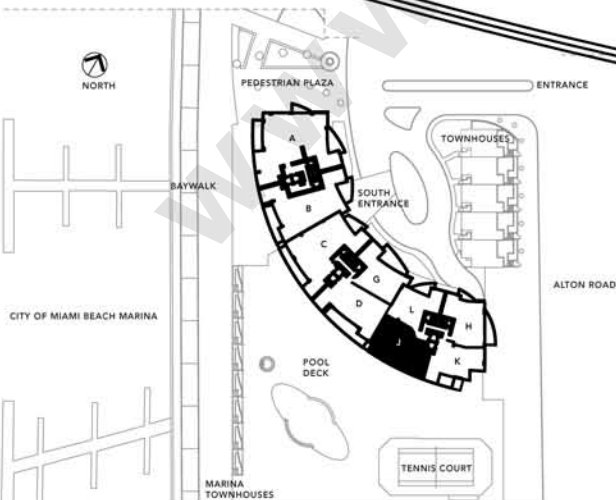 NORTH
PEDESTRIAN PLAZA
ENTRANCE
TOWNHOUSES
A
BAYWALK
SOUTH
ENTRANCE
B
C
G
D
L
H
J
K
ALTON ROAD
CITY OF MIAMI BEACH MARINA
POOL
DECK
TENNIS COURT
MARINA
TOWNHOUSES
www